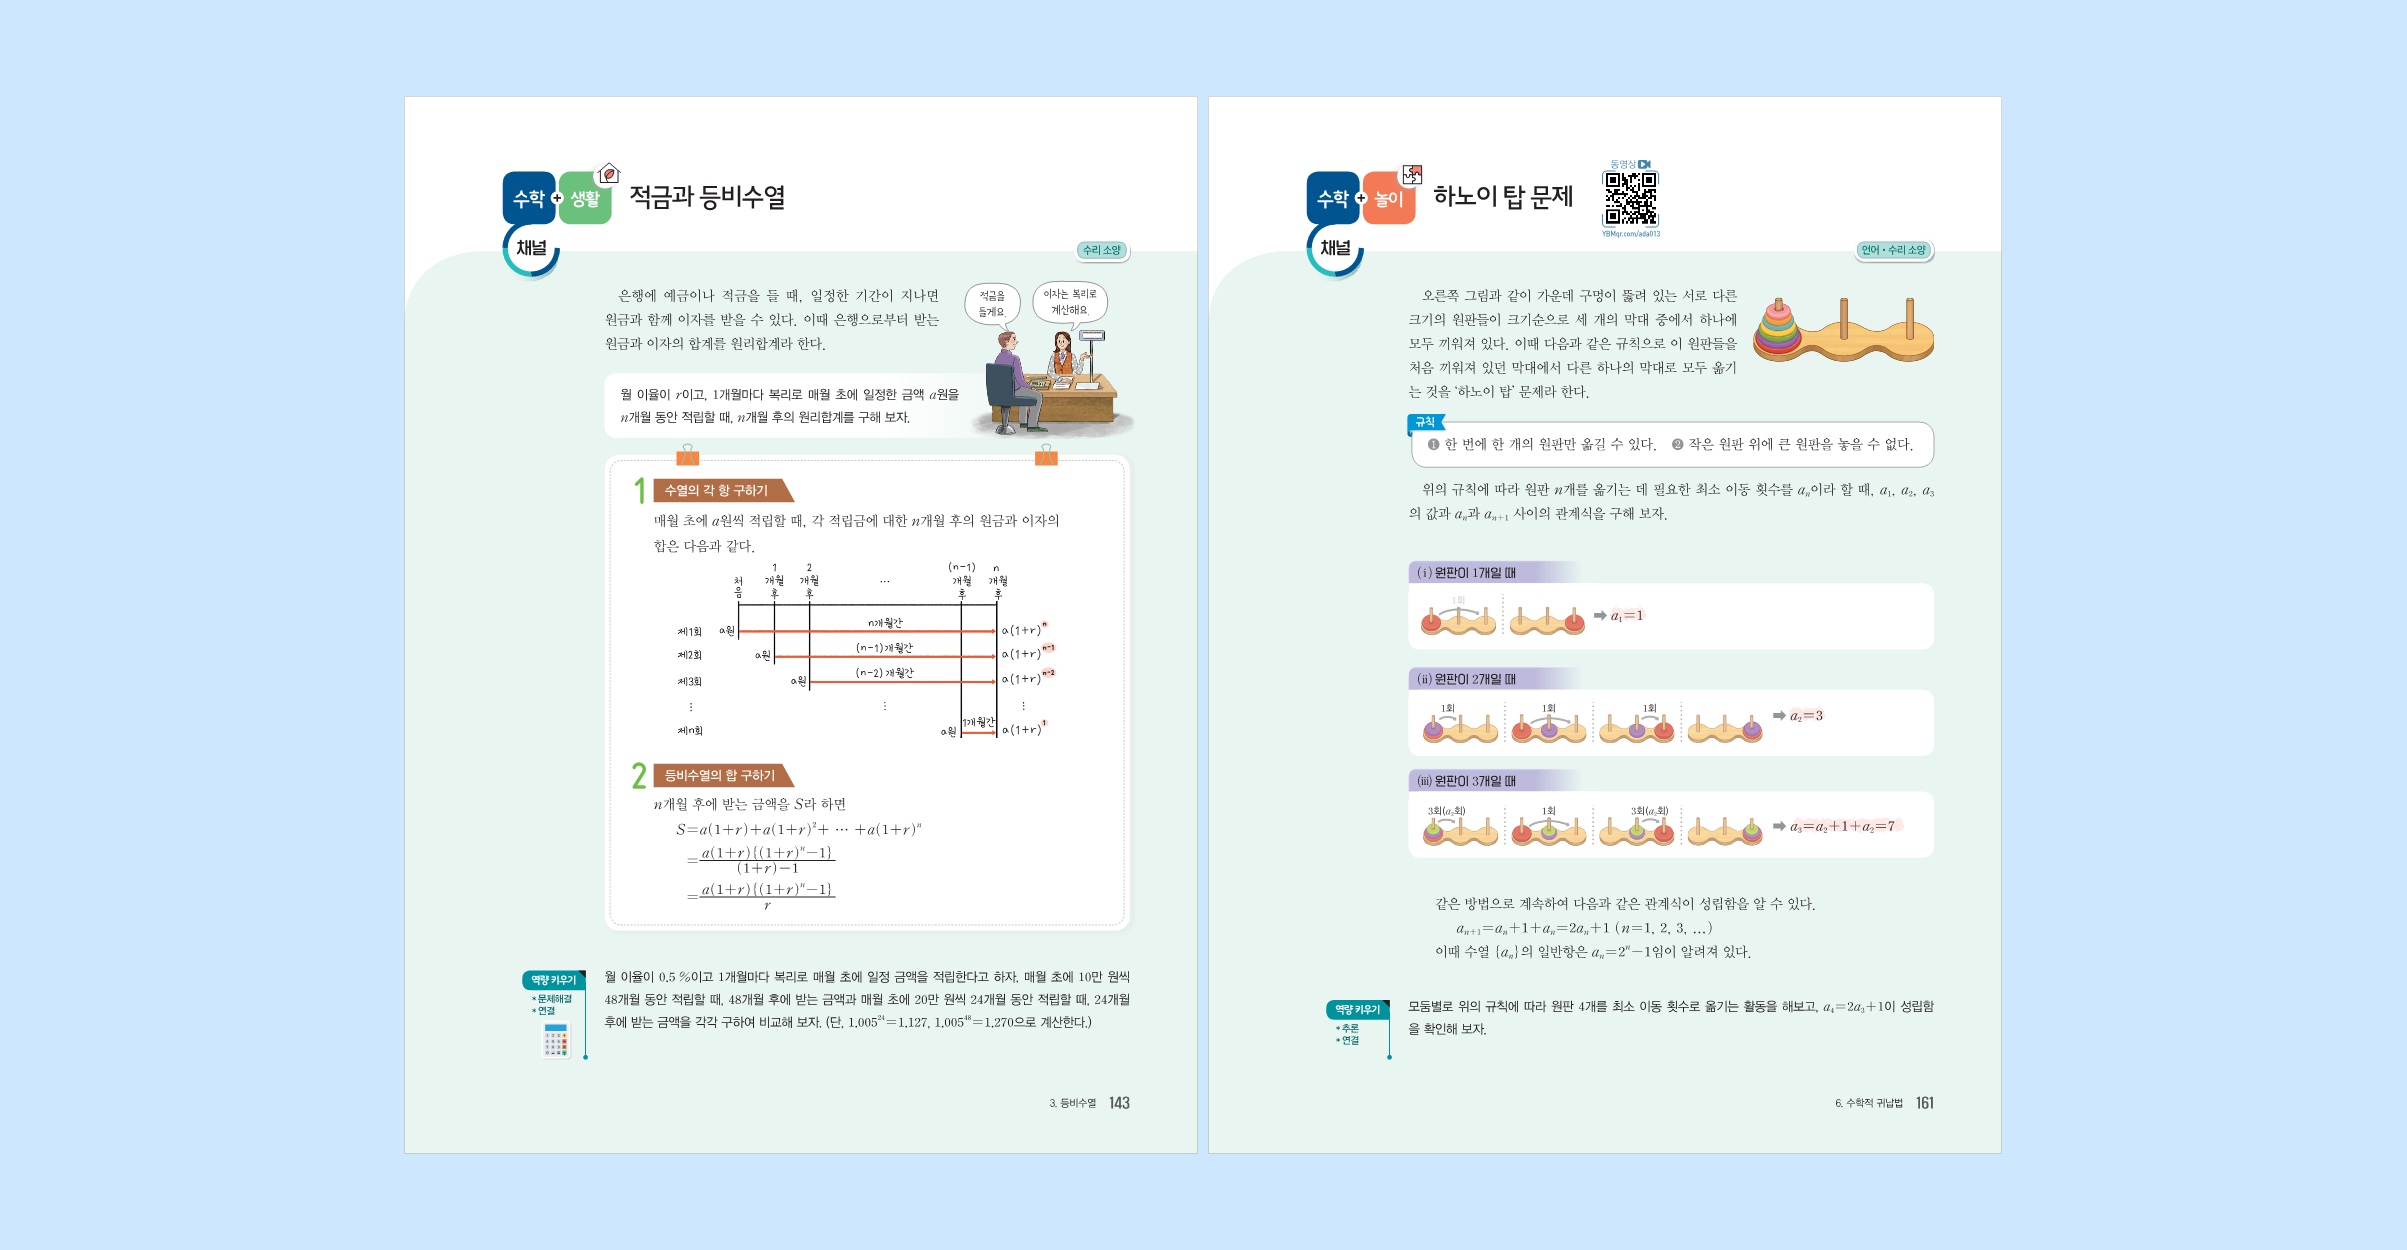 수학 + 생활
채널
적금과 등비수열
수리 소양
은행에 예금이나 적금을 들 때, 일정한 기간이 지나면
원금과 함께 이자를 받을 수 있다. 이때 은행으로부터 받는
원금과 이자의 합계를 원리합계라 한다.
적금을
들게요.
이자는 복리로
계산해요.
월 이율이 r이고, 1개월마다 복리로 매월 초에 일정한 금액 a원을
n개월 동안 적립할 때, n개월 후의 원리합계를 구해 보자.
1 수열의 각 항 구하기
매월 초에 a원씩 적립할 때, 각 적립금에 대한 n개월 후의 원금과 이자의
합은 다음과 같다.
처음 1개월 후 2개월 후 … (n-1)개월 후 n개월 후
제1회 a원 n개월간 a(1+r)ⁿ
제2회 a원 (n-1)개월간 a(1+r)ⁿ⁻¹
제3회 a원 (n-2)개월간 a(1+r)ⁿ⁻²
⋮ ⋮ ⋮
제n회 a원 1개월간 a(1+r)¹
2 등비수열의 합 구하기
n개월 후에 받는 금액을 S라 하면
S=a(1+r)+a(1+r)²+ … +a(1+r)ⁿ
=a(1+r){(1+r)ⁿ-1}
(1+r)-1
=a(1+r){(1+r)ⁿ-1}
r
역량 키우기
* 문제해결
* 연결
월 이율이 0.5 %이고 1개월마다 복리로 매월 초에 일정 금액을 적립한다고 하자. 매월 초에 10만 원씩
48개월 동안 적립할 때, 48개월 후에 받는 금액과 매월 초에 20만 원씩 24개월 동안 적립할 때, 24개월
후에 받는 금액을 각각 구하여 비교해 보자. (단, 1.005²⁴=1.127, 1.005⁴⁸=1.270으로 계산한다.)
3. 등비수열 143
수학 + 놀이
채널
하노이 탑 문제
동영상
YBMqr.com/ada013
언어 • 수리 소양
오른쪽 그림과 같이 가운데 구멍이 뚫려 있는 서로 다른
크기의 원판들이 크기순으로 세 개의 막대 중에서 하나에
모두 끼워져 있다. 이때 다음과 같은 규칙으로 이 원판들을
처음 끼워져 있던 막대에서 다른 하나의 막대로 모두 옮기
는 것을 ‘하노이 탑’ 문제라 한다.
규칙
❶ 한 번에 한 개의 원판만 옮길 수 있다. ❷ 작은 원판 위에 큰 원판을 놓을 수 없다.
위의 규칙에 따라 원판 n개를 옮기는 데 필요한 최소 이동 횟수를 aₙ이라 할 때, a₁, a₂, a₃
의 값과 aₙ과 aₙ₊₁ 사이의 관계식을 구해 보자.
(ⅰ) 원판이 1개일 때
1회 ➡ a₁=1
(ⅱ) 원판이 2개일 때
1회 1회 1회 ➡ a₂=3
(ⅲ) 원판이 3개일 때
3회(a₂회) 1회 3회(a₂회) ➡ a₃=a₂+1+a₂=7
같은 방법으로 계속하여 다음과 같은 관계식이 성립함을 알 수 있다.
aₙ₊₁=aₙ+1+aₙ=2aₙ+1 (n=1, 2, 3, …)
이때 수열 {aₙ}의 일반항은 aₙ=2ⁿ-1임이 알려져 있다.
역량 키우기
* 추론
* 연결
모둠별로 위의 규칙에 따라 원판 4개를 최소 이동 횟수로 옮기는 활동을 해보고, a₄=2a₃+1이 성립함
을 확인해 보자.
6. 수학적 귀납법 161